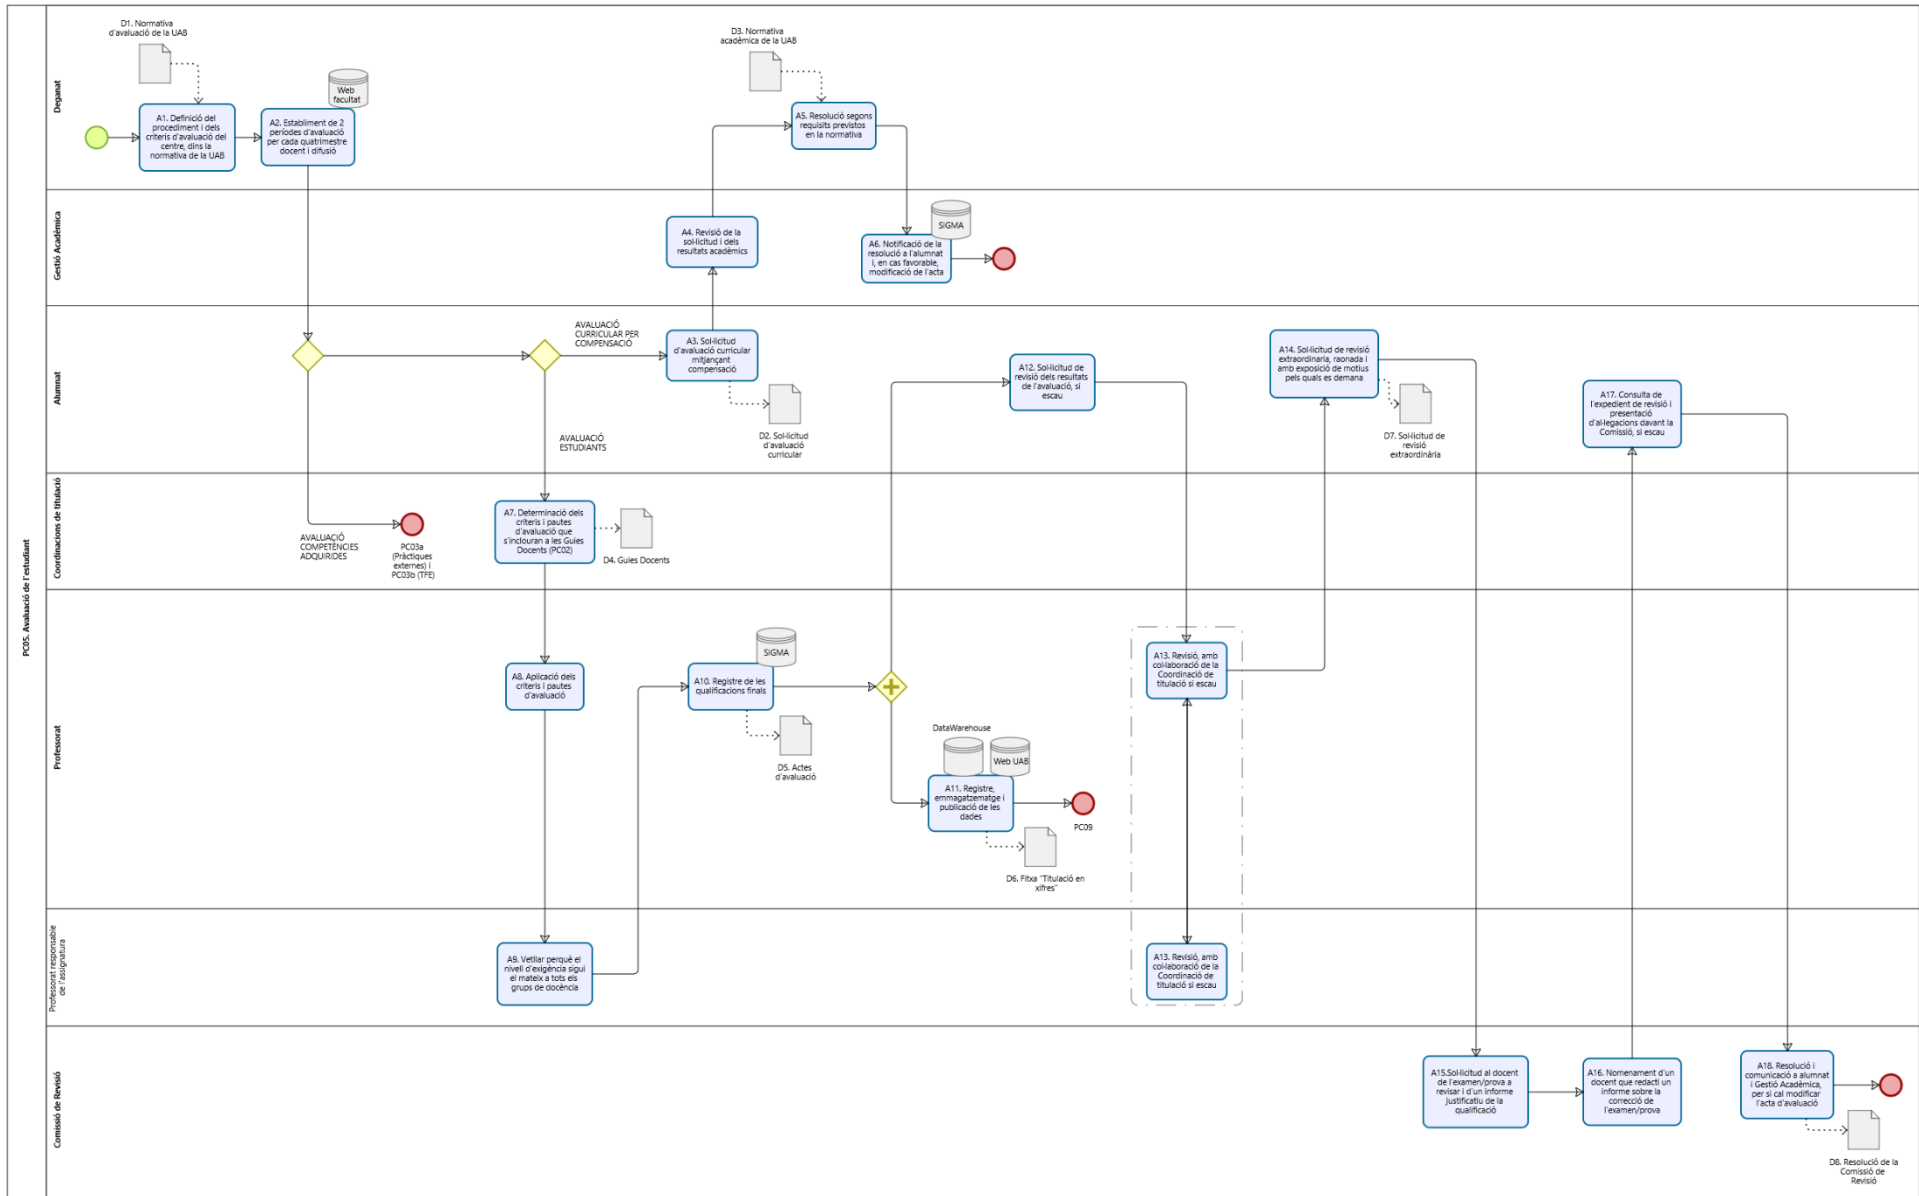 PC05. Avaluació de l'estudiant
Deganat
D1. Normativa
d'avaluació de la UAB
A1. Definició del
procediment i dels
criteris d'avaluació del
centre, dins la
normativa de la UAB
Web
facultat
A2. Establiment de 2
períodes d'avaluació
per cada quatrimestre
docent i difusió
D3. Normativa
acadèmica de la UAB
A5. Resolució segons
requisits previstos
en la normativa
Gestió Acadèmica
A4. Revisió de la
sol·licitud i dels
resultats acadèmics
SIGMA
A6. Notificació de la
resolució a l'alumnat
i, en cas favorable,
modificació de l'acta
Alumnat
AVALUACIÓ
CURRICULAR PER
COMPENSACIÓ
A3. Sol·licitud
d'avaluació curricular
mitjançant
compensació
D2. Sol·licitud
d'avaluació
curricular
AVALUACIÓ
ESTUDIANTS
A12. Sol·licitud de
revisió dels resultats
de l'avaluació, si
escau
A14. Sol·licitud de revisió
extraordinaria, raonada i
amb exposició de motius
pels quals es demana
D7. Sol·licitud de
revisió
extraordinària
A17. Consulta de
l'expedient de revisió i
presentació
d'al·legacions davant la
Comissió, si escau
Coordinacions de titulació
AVALUACIÓ
COMPETÈNCIES
ADQUIRIDES
PC03a
(Pràctiques
externes) i
PC03b (TFE)
A7. Determinació dels
criteris i pautes
d'avaluació que
s'inclouran a les Guies
Docents (PC02)
D4. Guies Docents
Professorat
A8. Aplicació dels
criteris i pautes
d'avaluació
SIGMA
A10. Registre de les
qualificacions finals
D5. Actes
d'avaluació
DataWarehouse
Web UAB
A11. Registre,
emmagatzematge i
publicació de les
dades
PC09
D6. Fitxa "Titulació en
xifres"
A13. Revisió, amb
col·laboració de la
Coordinació de
titulació si escau
Professorat responsable
de l'assignatura
A9. Vetllar perquè el
nivell d'exigència sigui
el mateix a tots els
grups de docència
A13. Revisió, amb
col·laboració de la
Coordinació de
titulació si escau
Comissió de Revisió
A15.Sol·licitud al docent
de l'examen/prova a
revisar i d'un informe
justificatiu de la
qualificació
A16. Nomenament d'un
docent que redacti un
informe sobre la
correcció de
l'examen/prova
A18. Resolució i
comunicació a alumnat
i Gestió Acadèmica,
per si cal modificar
l'acta d'avaluació
D8. Resolució de la
Comissió de
Revisió